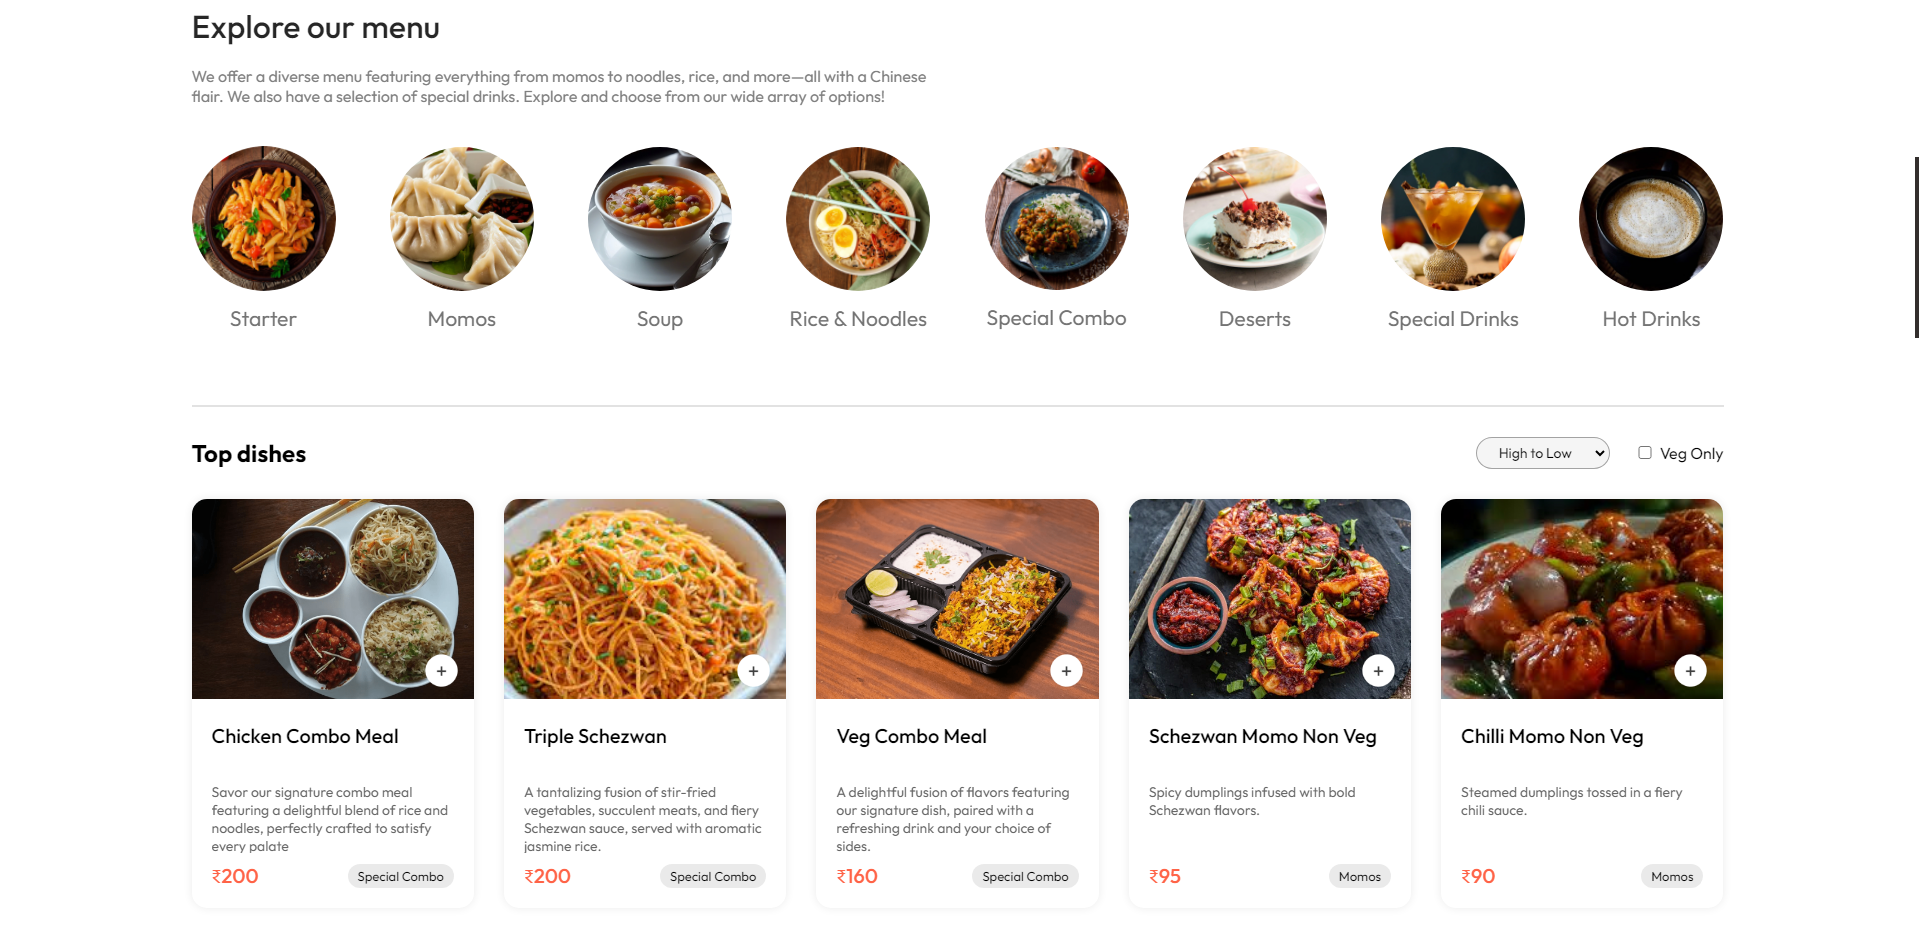 Explore our menu
We offer a diverse menu featuring everything from momos to noodles, rice, and more—all with a Chinese
flair. We also have a selection of special drinks. Explore and choose from our wide array of options!
Starter
Momos
Soup
Rice & Noodles
Special Combo
Deserts
Special Drinks
Hot Drinks
Top dishes
High to Low
Veg Only
Chicken Combo Meal
Savor our signature combo meal
featuring a delightful blend of rice and
noodles, perfectly crafted to satisfy
every palate
₹200
Special Combo
Triple Schezwan
A tantalizing fusion of stir-fried
vegetables, succulent meats, and fiery
Schezwan sauce, served with aromatic
jasmine rice.
₹200
Special Combo
Veg Combo Meal
A delightful fusion of flavors featuring
our signature dish, paired with a
refreshing drink and your choice of
sides.
₹160
Special Combo
Schezwan Momo Non Veg
Spicy dumplings infused with bold
Schezwan flavors.
₹95
Momos
Chilli Momo Non Veg
Steamed dumplings tossed in a fiery
chili sauce.
₹90
Momos